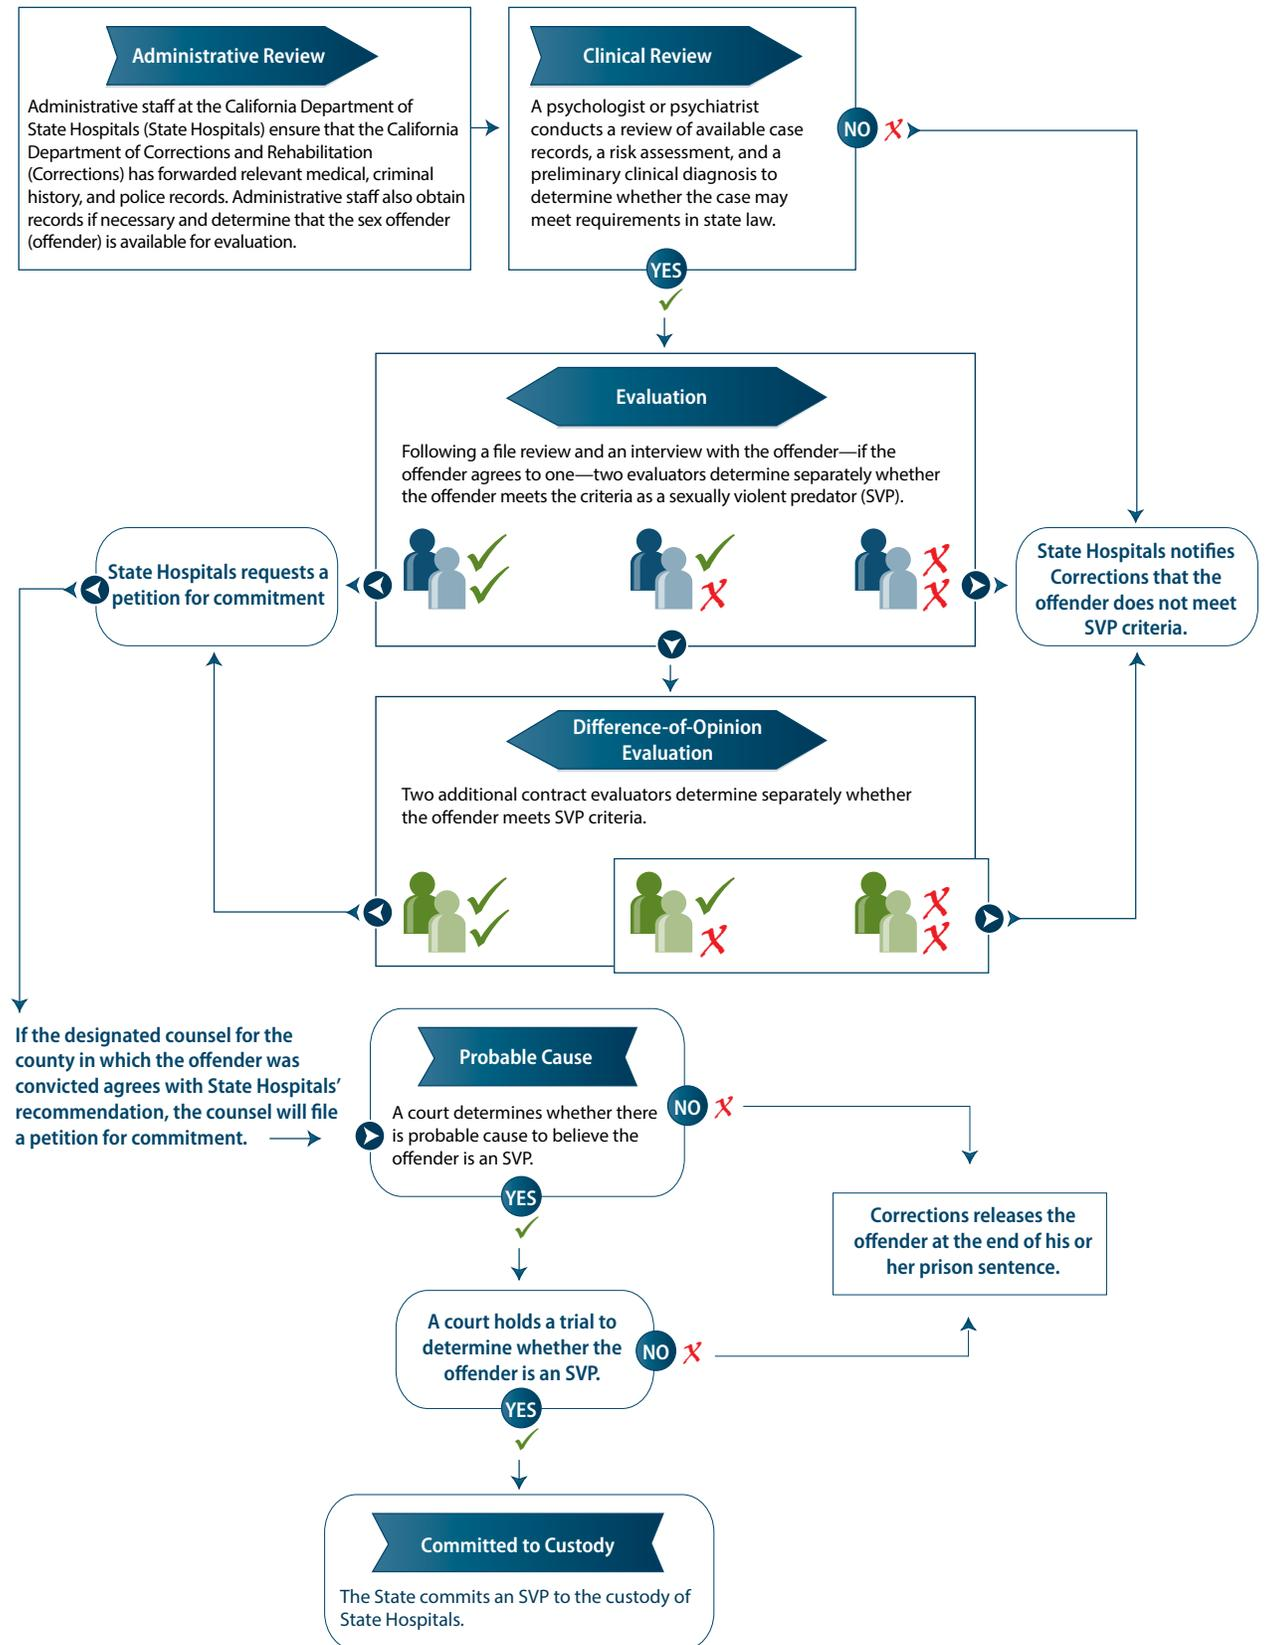 Administrative Review
Administrative staff at the California Department of
State Hospitals (State Hospitals) ensure that the California
Department of Corrections and Rehabilitation
(Corrections) has forwarded relevant medical, criminal
history, and police records. Administrative staff also obtain
records if necessary and determine that the sex offender
(offender) is available for evaluation.
Clinical Review
A psychologist or psychiatrist
conducts a review of available case
records, a risk assessment, and a
preliminary clinical diagnosis to
determine whether the case may
meet requirements in state law.
NO
YES
Evaluation
Following a file review and an interview with the offender—if the
offender agrees to one—two evaluators determine separately whether
the offender meets the criteria as a sexually violent predator (SVP).
State Hospitals requests a
petition for commitment
State Hospitals notifies
Corrections that the
offender does not meet
SVP criteria.
Difference-of-Opinion
Evaluation
Two additional contract evaluators determine separately whether
the offender meets SVP criteria.
If the designated counsel for the
county in which the offender was
convicted agrees with State Hospitals’
recommendation, the counsel will file
a petition for commitment.
Probable Cause
A court determines whether there
is probable cause to believe the
offender is an SVP.
NO
YES
Corrections releases the
offender at the end of his or
her prison sentence.
A court holds a trial to
determine whether the
offender is an SVP.
NO
YES
Committed to Custody
The State commits an SVP to the custody of
State Hospitals.